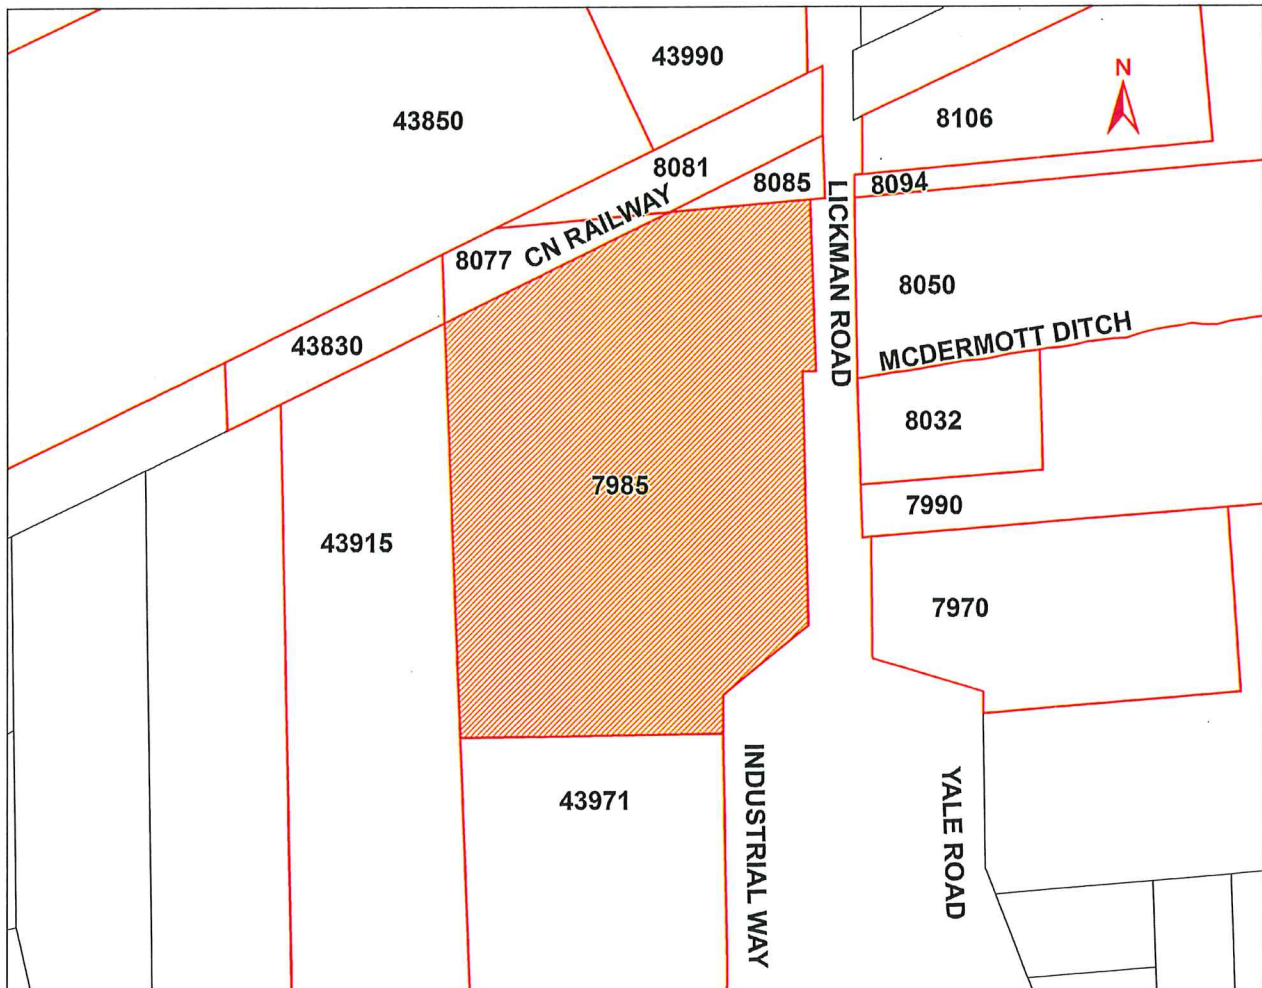 43990
N
43850
8106
8081
8085
8094
CN RAILWAY
8077
LICKMAN ROAD
8050
MCDERMOTT DITCH
43830
8032
7985
7990
43915
7970
43971
INDUSTRIAL WAY
YALE ROAD